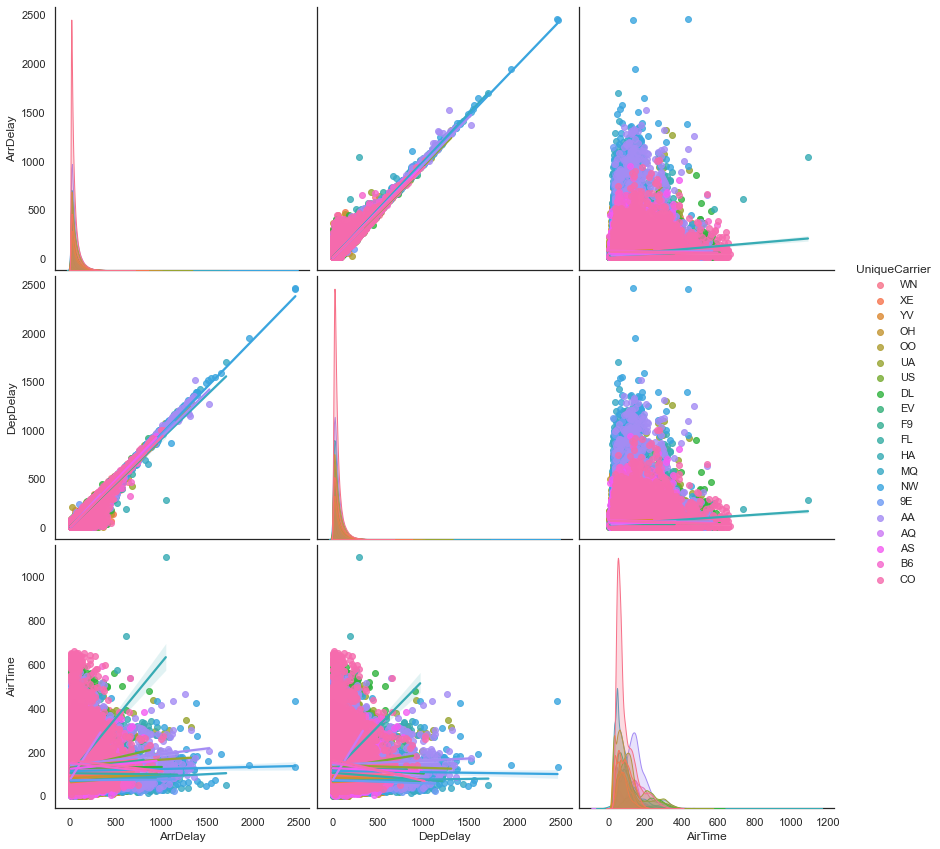 2500
2000
1500
1000
500
0
ArrDelay
2500
2000
1500
1000
500
0
DepDelay
1000
800
600
400
200
0
AirTime
0 500 1000 1500 2000 2500
ArrDelay
0 500 1000 1500 2000 2500
DepDelay
0 200 400 600 800 1000 1200
AirTime
UniqueCarrier
WN
XE
YV
OH
OO
UA
US
DL
EV
F9
FL
HA
MQ
NW
9E
AA
AQ
AS
B6
CO